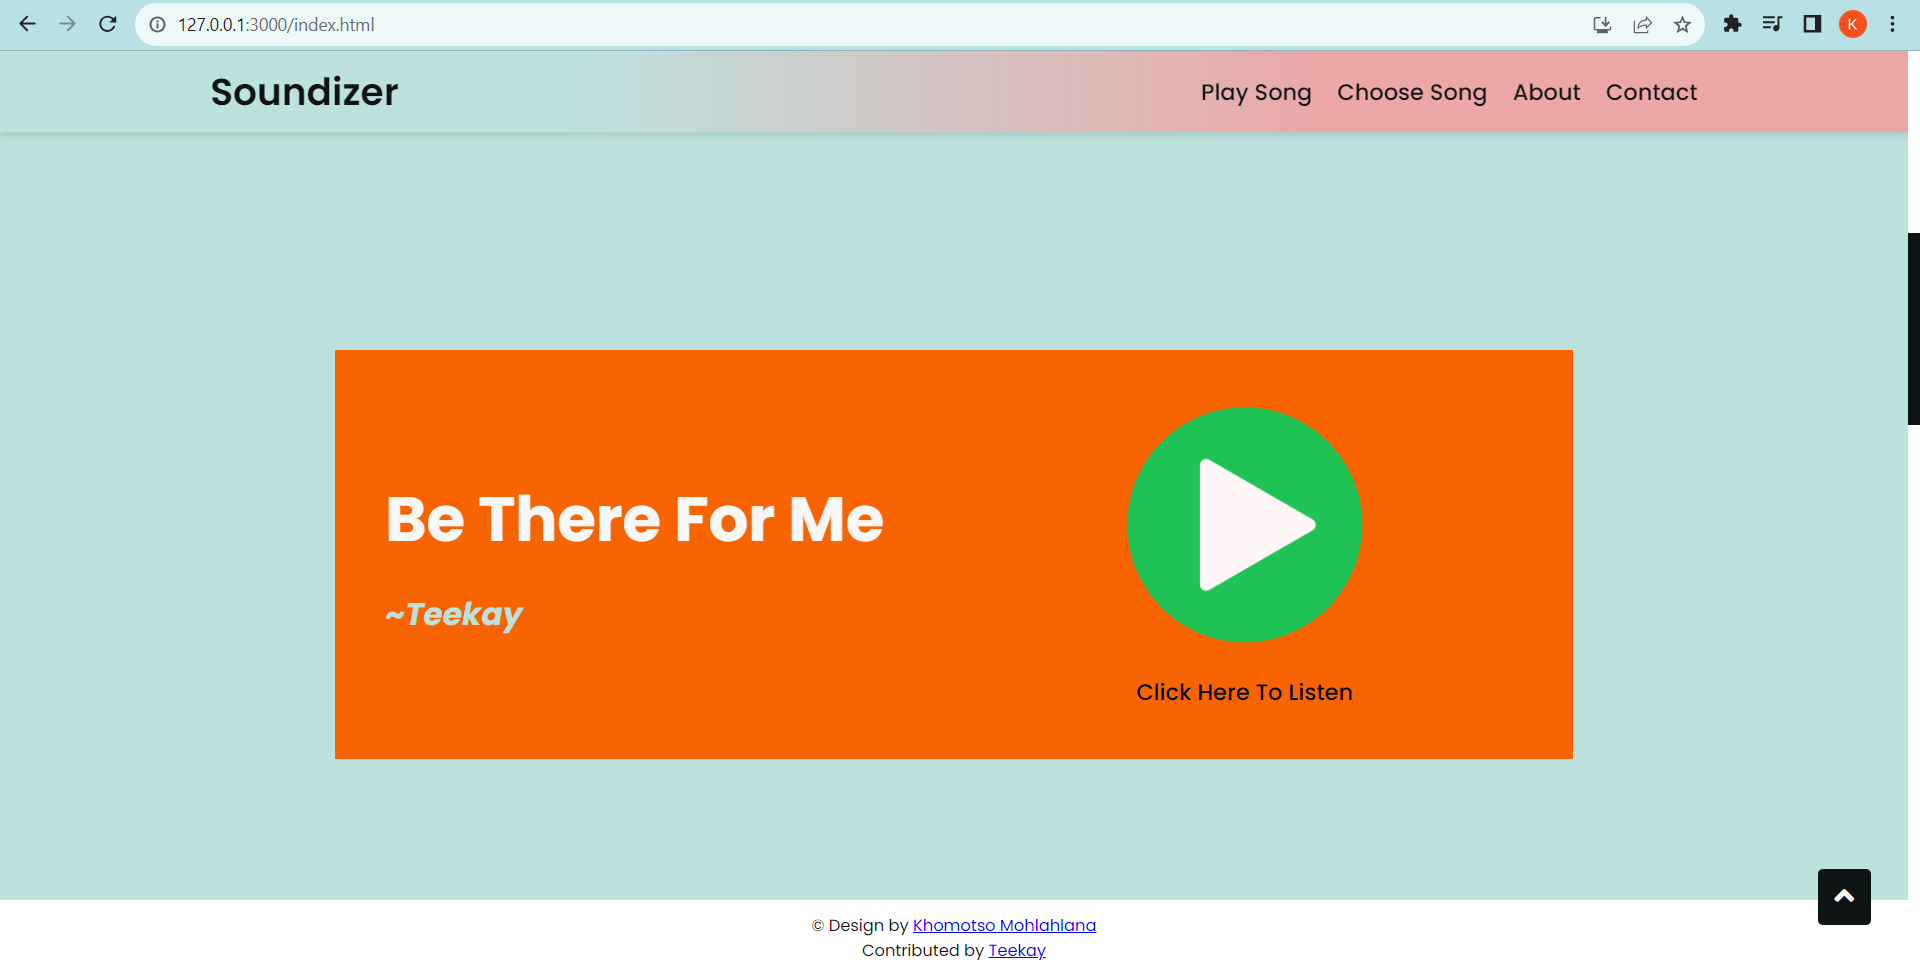 127.0.0.1:3000/index.html
K
Soundizer
Play Song Choose Song About Contact
Be There For Me
~Teekay
Click Here To Listen
© Design by Khomotso Mohlahlana
Contributed by Teekay